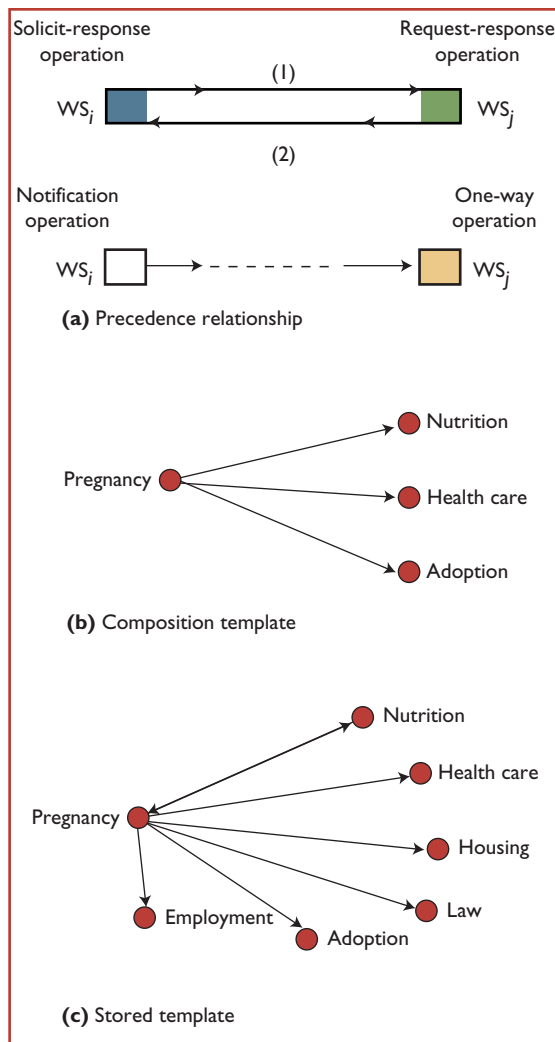 Solicit-response
operation
Request-response
operation
(1)
WSi
WSj
(2)
Notification
operation
One-way
operation
WSi
WSj
(a) Precedence relationship
Nutrition
Pregnancy
Health care
Adoption
(b) Composition template
Nutrition
Health care
Pregnancy
Housing
Law
Employment
Adoption
(c) Stored template